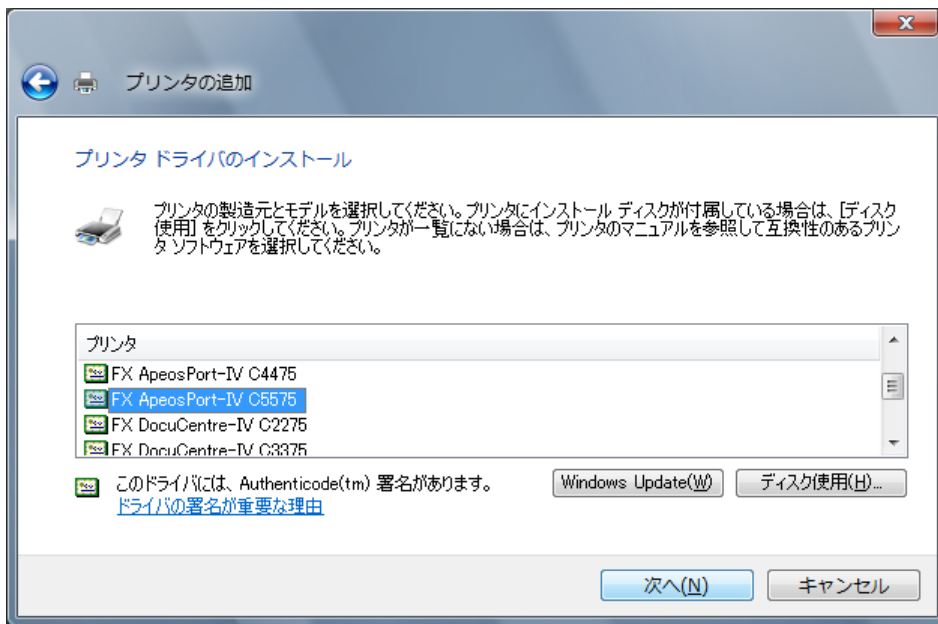 プリンタの追加
プリンタ ドライバのインストール
プリンタの製造元とモデルを選択してください。プリンタにインストール ディスクが付属している場合は、[ディスク
使用] をクリックしてください。プリンタが一覧にない場合は、プリンタのマニュアルを参照して互換性のあるプリン
タ ソフトウェアを選択してください。
プリンタ
FX ApeosPort-IV C4475
FX ApeosPort-IV C5575
FX DocuCentre-IV C2275
FX DocuCentre-IV C3375
このドライバには、Authenticode(tm) 署名があります。
Windows Update(W)
ディスク使用(H)...
ドライバの署名が重要な理由
次へ(N)
キャンセル